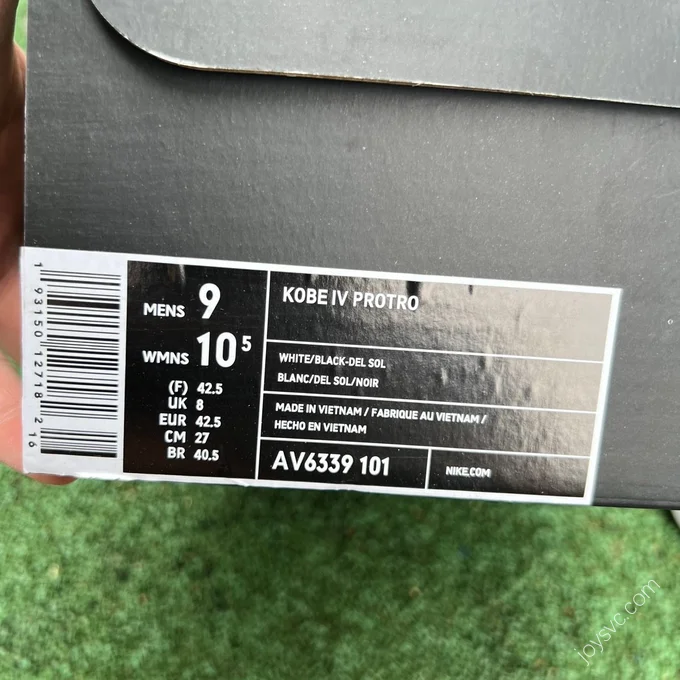 1 93150 12718 2 16
MENS 9
WMNS 10.5
(F) 42.5
UK 8
EUR 42.5
CM 27
BR 40.5
KOBE IV PROTRO
WHITE/BLACK-DEL SOL
BLANC/DEL SOL/NOIR
MADE IN VIETNAM / FABRIQUE AU VIETNAM /
HECHO EN VIETNAM
AV6339 101
NIKE.COM
joysvc.com